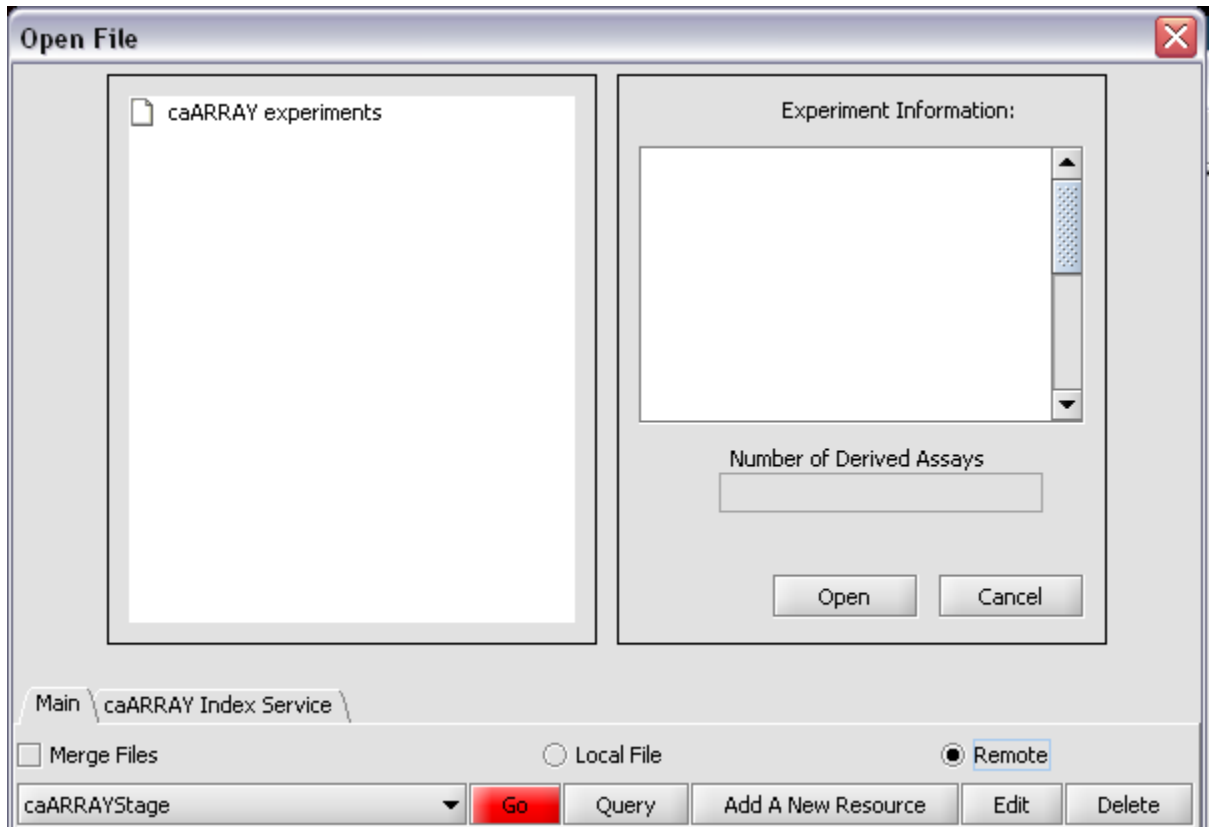 Open File
caARRAY experiments
Experiment Information:
Number of Derived Assays
Open Cancel
Main caARRAY Index Service
Merge Files Local File Remote
caARRAYStage Go Query Add A New Resource Edit Delete